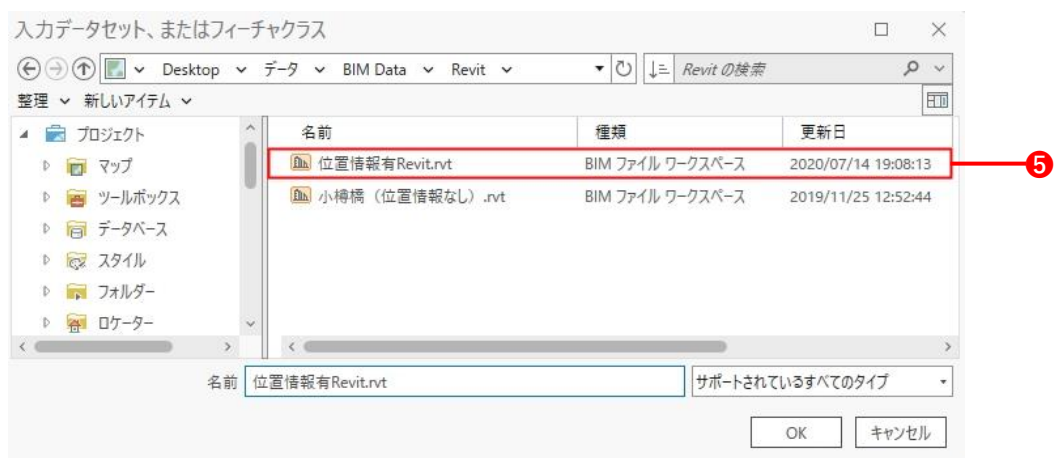 入力データセット、またはフィーチャクラス
Desktop データ BIM Data Revit Revit の検索
整理 新しいアイテム
プロジェクト
マップ
ツールボックス
データベース
スタイル
フォルダー
ロケーター
名前 種類 更新日
位置情報有Revit.rvt BIM ファイル ワークスペース 2020/07/14 19:08:13
小樽橋（位置情報なし）.rvt BIM ファイル ワークスペース 2019/11/25 12:52:44
❺
名前 位置情報有Revit.rvt サポートされているすべてのタイプ
OK キャンセル